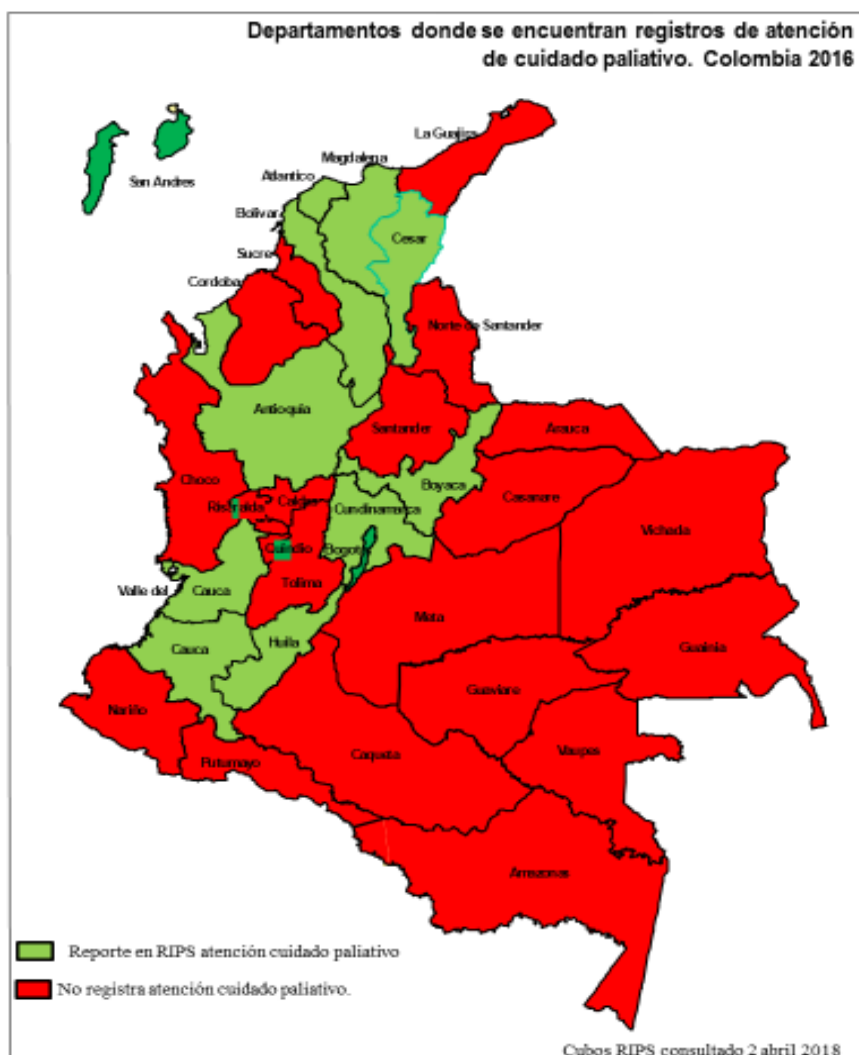 Departamentos donde se encuentran registros de atención
de cuidado paliativo. Colombia 2016
La Guajira
Magdalena
Atlantico
San Andres
Bolivar
Cesar
Sucre
Cordoba
Norte de Santander
Antioquia
Santander
Arauca
Choco
Boyaca
Casanare
Risaralda
Caldas
Cundinamarca
Vichada
Quindio
Bogota
Tolima
Valle del
Cauca
Meta
Cauca
Huila
Guainia
Guaviare
Nariño
Caqueta
Vaupes
Putumayo
Amazonas
Reporte en RIPS atención cuidado paliativo
No registra atención cuidado paliativo.
Cubos RIPS consultado 2 abril 2018